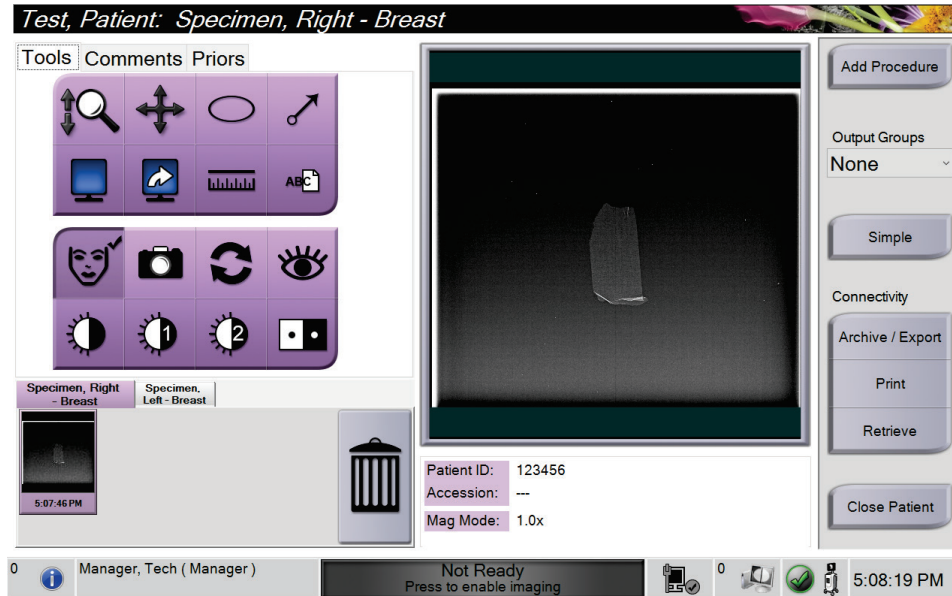 Test, Patient:  Specimen, Right - Breast
Tools Comments Priors
ABC
1 2
Specimen, Right
- Breast
Specimen,
Left - Breast
5:07:46 PM
Patient ID: 123456
Accession: ---
Mag Mode: 1.0x
Add Procedure
Output Groups
None
Simple
Connectivity
Archive / Export
Print
Retrieve
Close Patient
0 Manager, Tech ( Manager )
Not Ready
Press to enable imaging
0
5:08:19 PM